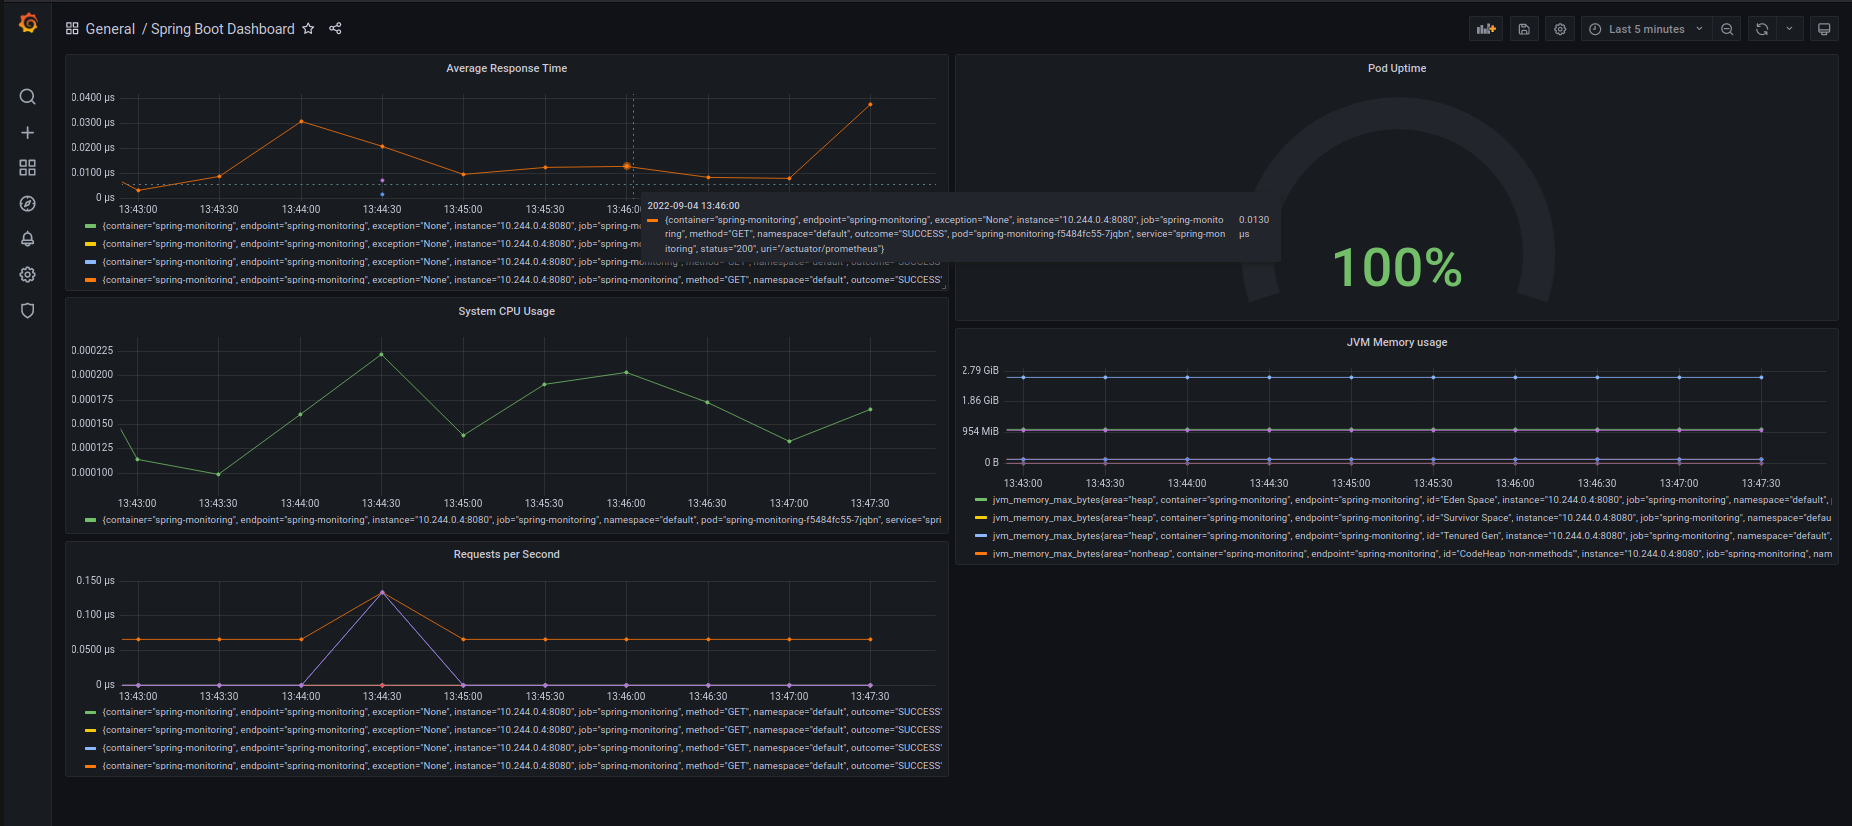 General / Spring Boot Dashboard
Last 5 minutes
Average Response Time
0.0400 µs
0.0300 µs
0.0200 µs
0.0100 µs
0 µs
13:43:00 13:43:30 13:44:00 13:44:30 13:45:00 13:45:30 13:46:0
{container="spring-monitoring", endpoint="spring-monitoring", exception="None", instance="10.244.0.4:8080", job="spring-mo
{container="spring-monitoring", endpoint="spring-monitoring", exception="None", instance="10.244.0.4:8080", job="spring-mo
{container="spring-monitoring", endpoint="spring-monitoring", exception="None", instance="10.244.0.4:8080", job="spring-monitoring", method="GET", namespace="default", outcome="SUCCESS"
{container="spring-monitoring", endpoint="spring-monitoring", exception="None", instance="10.244.0.4:8080", job="spring-monitoring", method="GET", namespace="default", outcome="SUCCESS"
2022-09-04 13:46:00
{container="spring-monitoring", endpoint="spring-monitoring", exception="None", instance="10.244.0.4:8080", job="spring-monito 0.0130
ring", method="GET", namespace="default", outcome="SUCCESS", pod="spring-monitoring-f5484fc55-7jqbn", service="spring-mon µs
itoring", status="200", uri="/actuator/prometheus"}
Pod Uptime
100%
System CPU Usage
0.000225
0.000200
0.000175
0.000150
0.000125
0.000100
13:43:00 13:43:30 13:44:00 13:44:30 13:45:00 13:45:30 13:46:00 13:46:30 13:47:00 13:47:30
{container="spring-monitoring", endpoint="spring-monitoring", instance="10.244.0.4:8080", job="spring-monitoring", namespace="default", pod="spring-monitoring-f5484fc55-7jqbn", service="spri
JVM Memory usage
2.79 GiB
1.86 GiB
954 MiB
0 B
13:43:00 13:43:30 13:44:00 13:44:30 13:45:00 13:45:30 13:46:00 13:46:30 13:47:00 13:47:30
jvm_memory_max_bytes{area="heap", container="spring-monitoring", endpoint="spring-monitoring", id="Eden Space", instance="10.244.0.4:8080", job="spring-monitoring", namespace="default",
jvm_memory_max_bytes{area="heap", container="spring-monitoring", endpoint="spring-monitoring", id="Survivor Space", instance="10.244.0.4:8080", job="spring-monitoring", namespace="defau
jvm_memory_max_bytes{area="heap", container="spring-monitoring", endpoint="spring-monitoring", id="Tenured Gen", instance="10.244.0.4:8080", job="spring-monitoring", namespace="default",
jvm_memory_max_bytes{area="nonheap", container="spring-monitoring", endpoint="spring-monitoring", id="CodeHeap 'non-nmethods'", instance="10.244.0.4:8080", job="spring-monitoring", nam
Requests per Second
0.150 µs
0.100 µs
0.0500 µs
0 µs
13:43:00 13:43:30 13:44:00 13:44:30 13:45:00 13:45:30 13:46:00 13:46:30 13:47:00 13:47:30
{container="spring-monitoring", endpoint="spring-monitoring", exception="None", instance="10.244.0.4:8080", job="spring-monitoring", method="GET", namespace="default", outcome="SUCCESS"
{container="spring-monitoring", endpoint="spring-monitoring", exception="None", instance="10.244.0.4:8080", job="spring-monitoring", method="GET", namespace="default", outcome="SUCCESS"
{container="spring-monitoring", endpoint="spring-monitoring", exception="None", instance="10.244.0.4:8080", job="spring-monitoring", method="GET", namespace="default", outcome="SUCCESS"
{container="spring-monitoring", endpoint="spring-monitoring", exception="None", instance="10.244.0.4:8080", job="spring-monitoring", method="GET", namespace="default", outcome="SUCCESS"